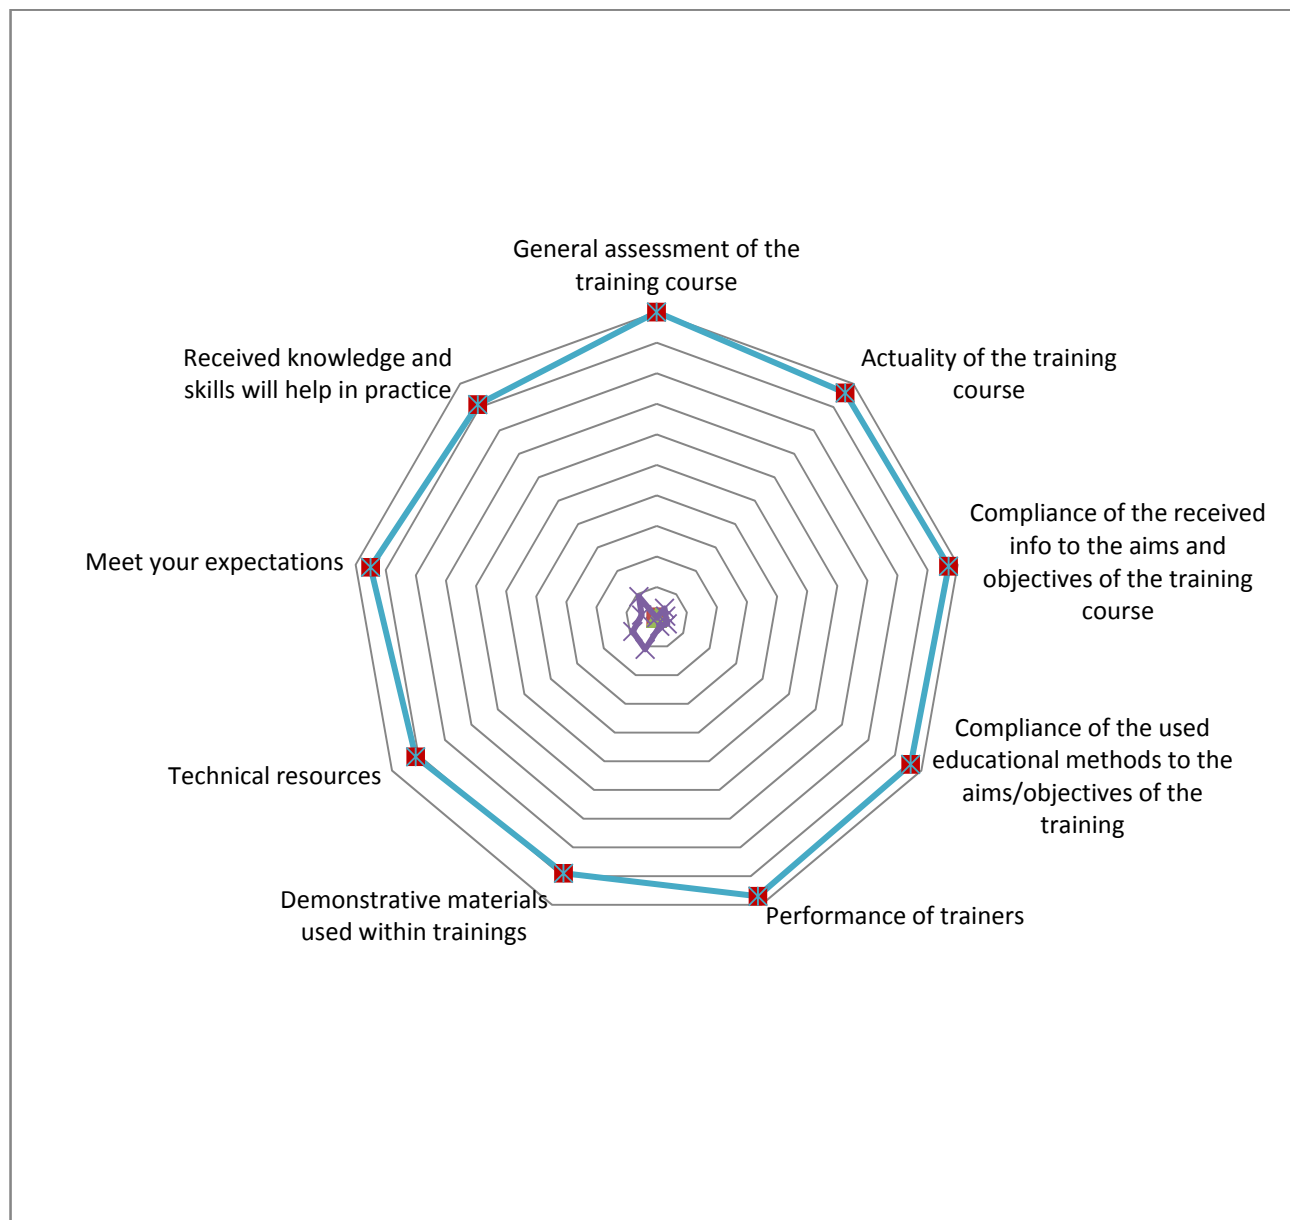 General assessment of the
training course
Actuality of the training
course
Compliance of the received
info to the aims and
objectives of the training
course
Compliance of the used
educational methods to the
aims/objectives of the
training
Performance of trainers
Demonstrative materials
used within trainings
Technical resources
Meet your expectations
Received knowledge and
skills will help in practice